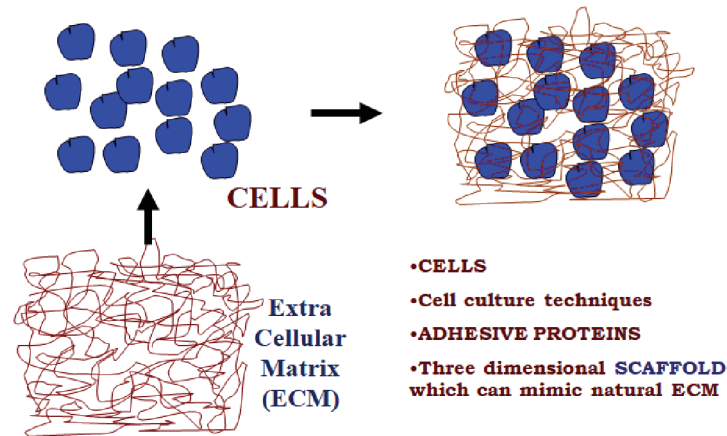 CELLS
Extra
Cellular
Matrix
(ECM)
•CELLS
•Cell culture techniques
•ADHESIVE PROTEINS
•Three dimensional SCAFFOLD
which can mimic natural ECM